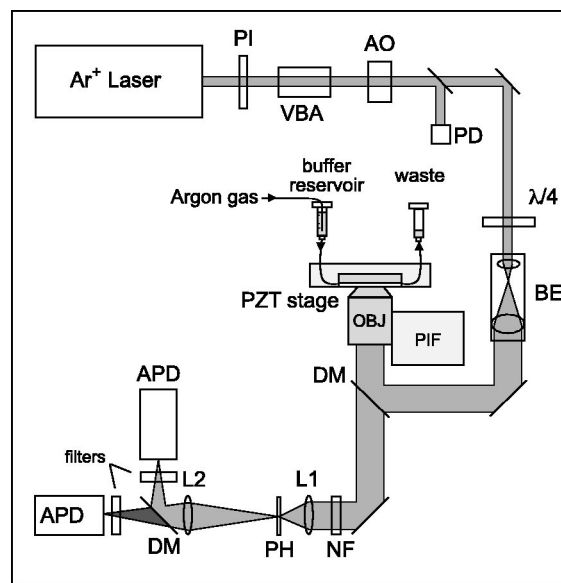 PI
AO
Ar+ Laser
VBA
PD
buffer
reservoir
waste
Argon gas
λ/4
PZT stage
BE
OBJ
PIF
APD
DM
filters
L2
L1
APD
DM
PH
NF